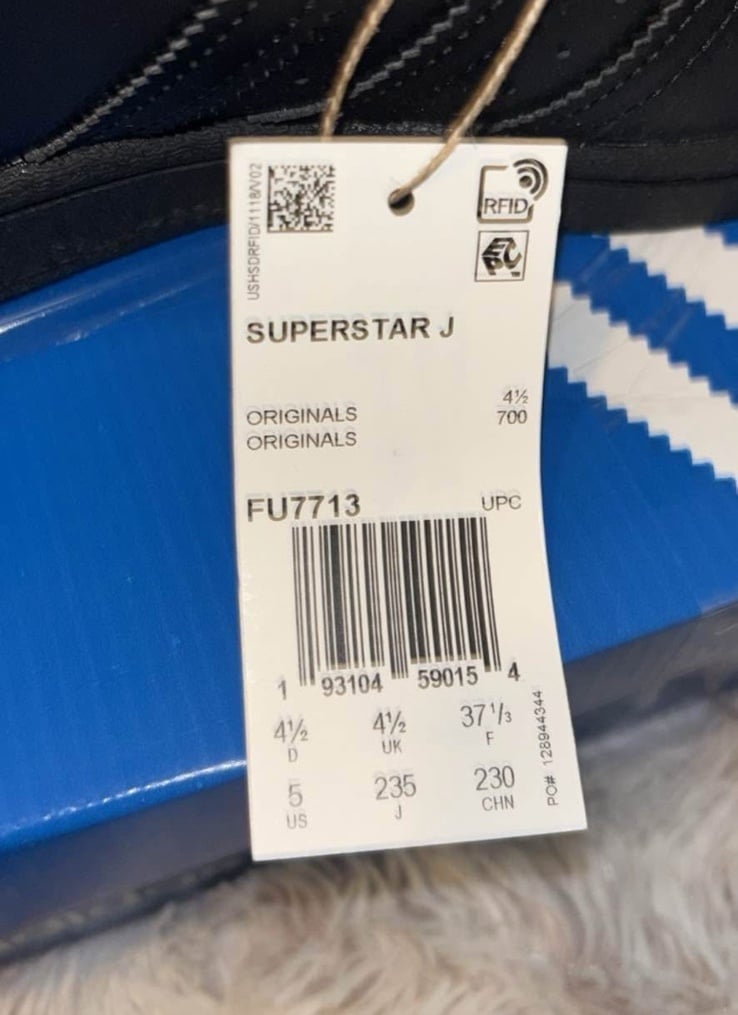 USHSDRFID/1118/V02
RFID
EPC
SUPERSTAR J
4½
ORIGINALS 700
ORIGINALS
FU7713 UPC
1 93104 59015 4
4½ 4½ 37 1/3
D UK F
5 235 230
US J CHN
PO# 128944344